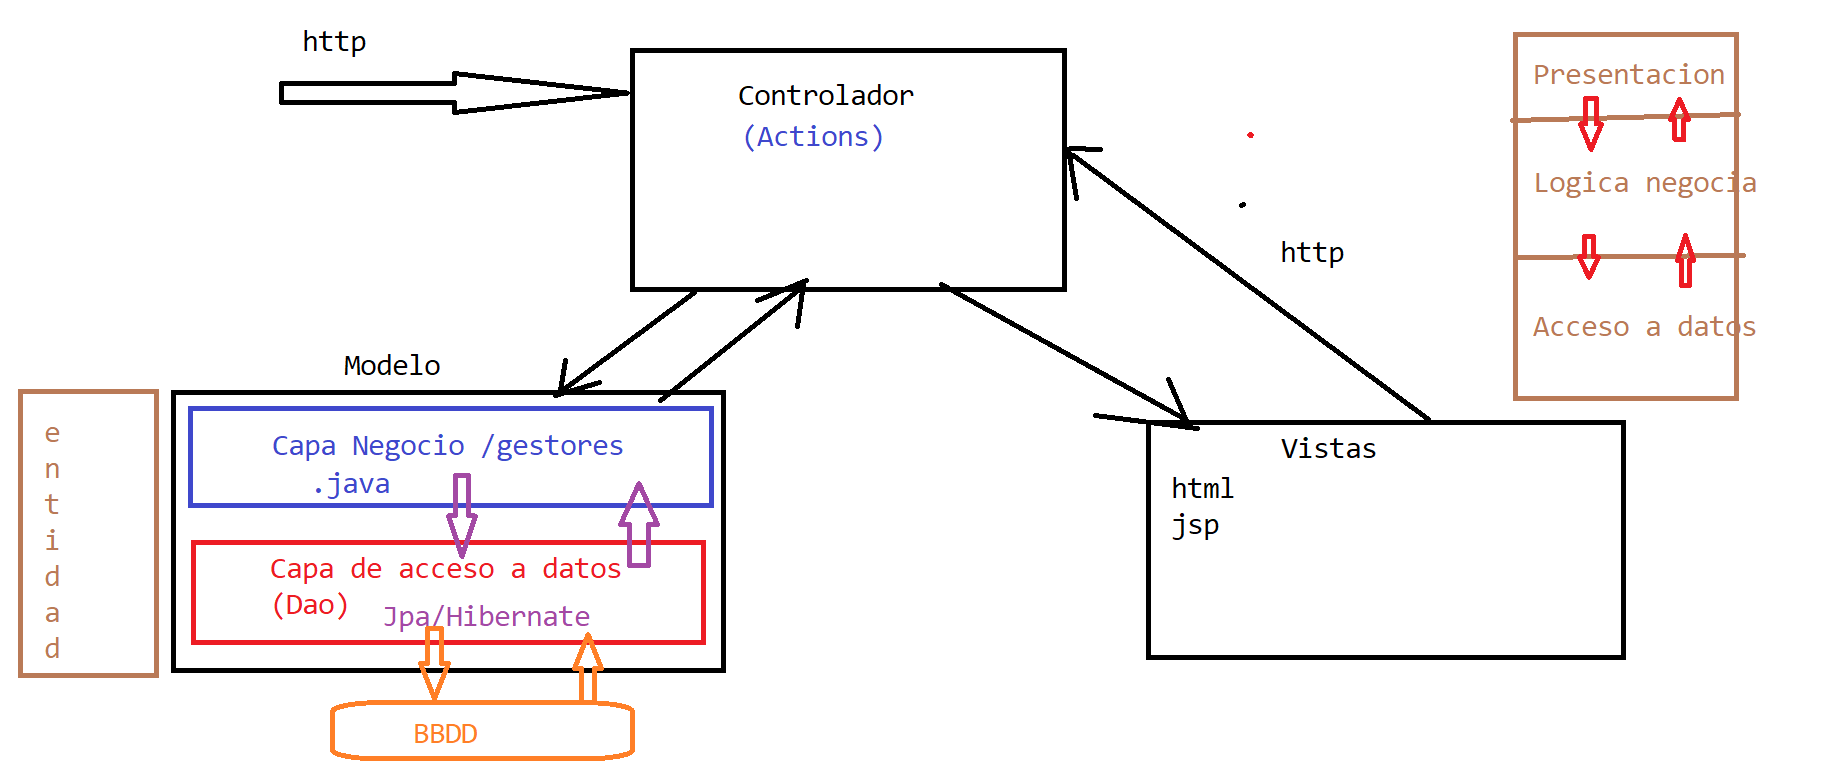 http
Controlador
(Actions)
Presentacion
Logica negocia
Acceso a datos
http
Modelo
entidad
Capa Negocio /gestores
.java
Capa de acceso a datos
(Dao)
Jpa/Hibernate
BBDD
Vistas
html
jsp